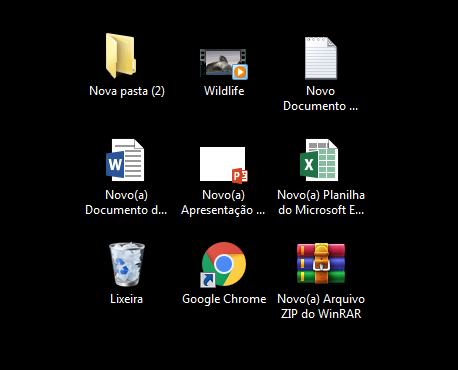 Nova pasta (2)
Wildlife
Novo
Documento ...
Novo(a)
Documento d...
Novo(a)
Apresentação ...
Novo(a) Planilha
do Microsoft E...
Lixeira
Google Chrome
Novo(a) Arquivo
ZIP do WinRAR